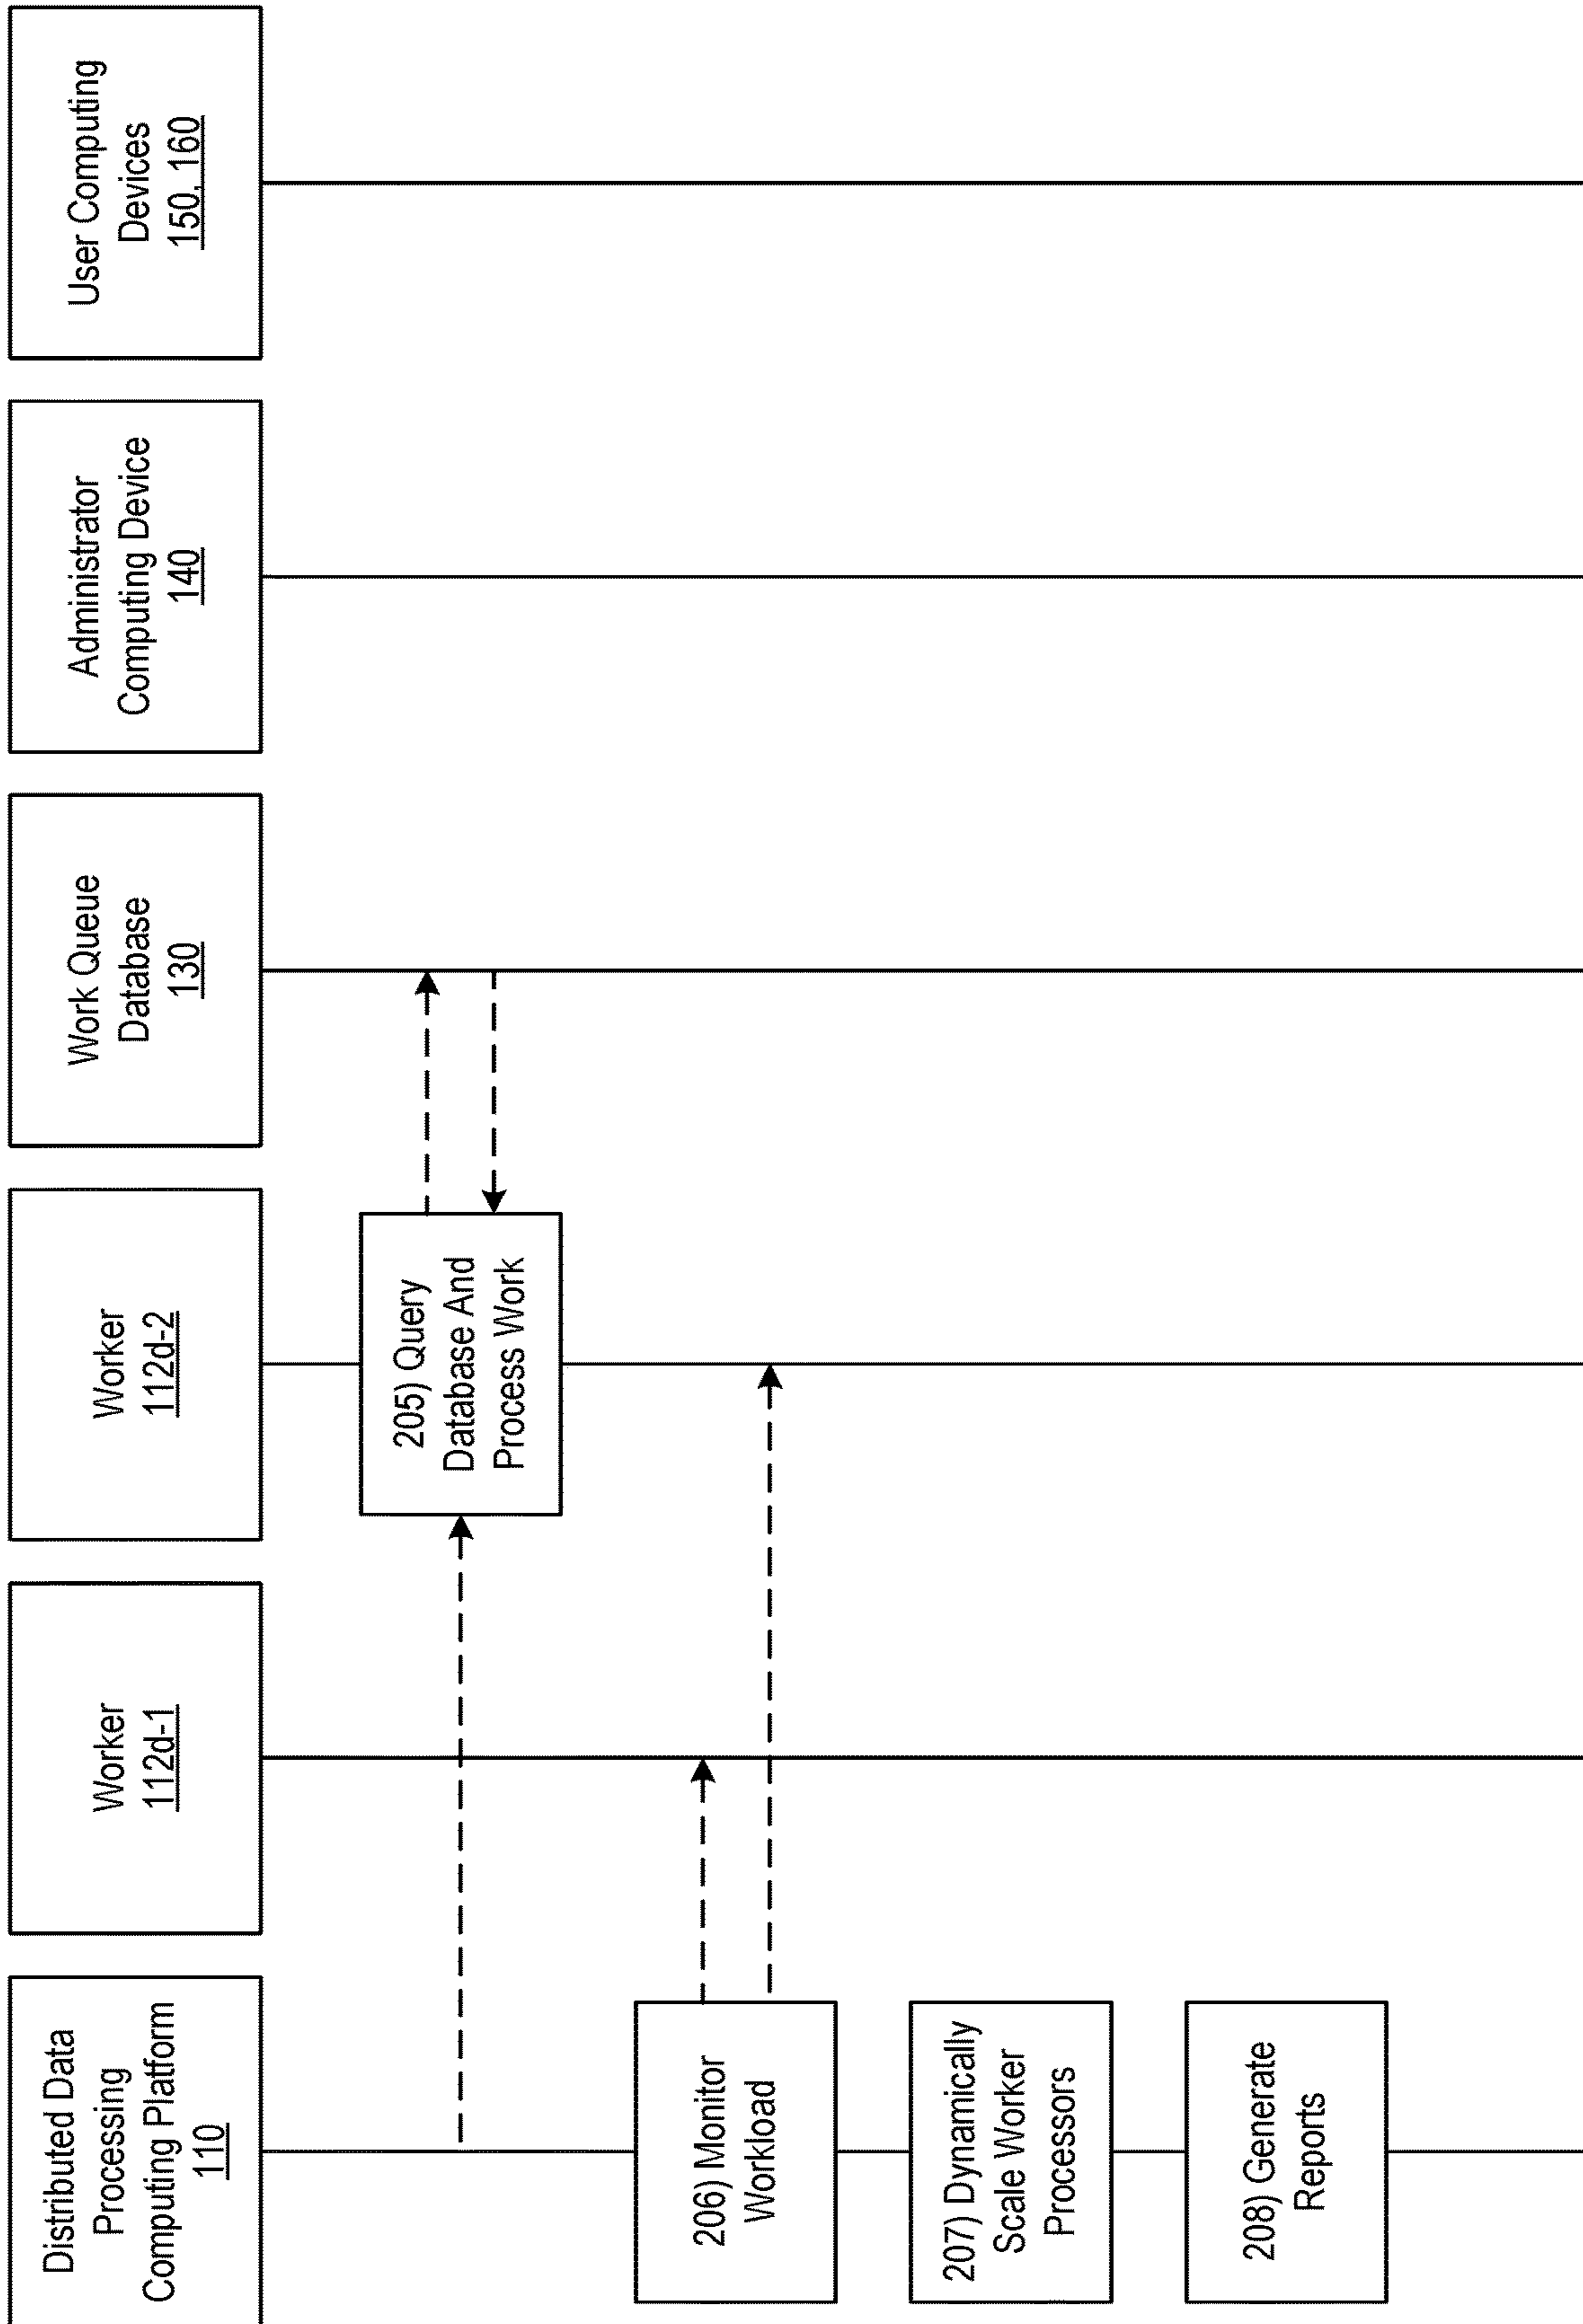 Distributed Data
Processing
Computing Platform
110
Worker
112d-1
Worker
112d-2
Work Queue
Database
130
Administrator
Computing Device
140
User Computing
Devices
150, 160
205) Query
Database And
Process Work
206) Monitor
Workload
207) Dynamically
Scale Worker
Processors
208) Generate
Reports